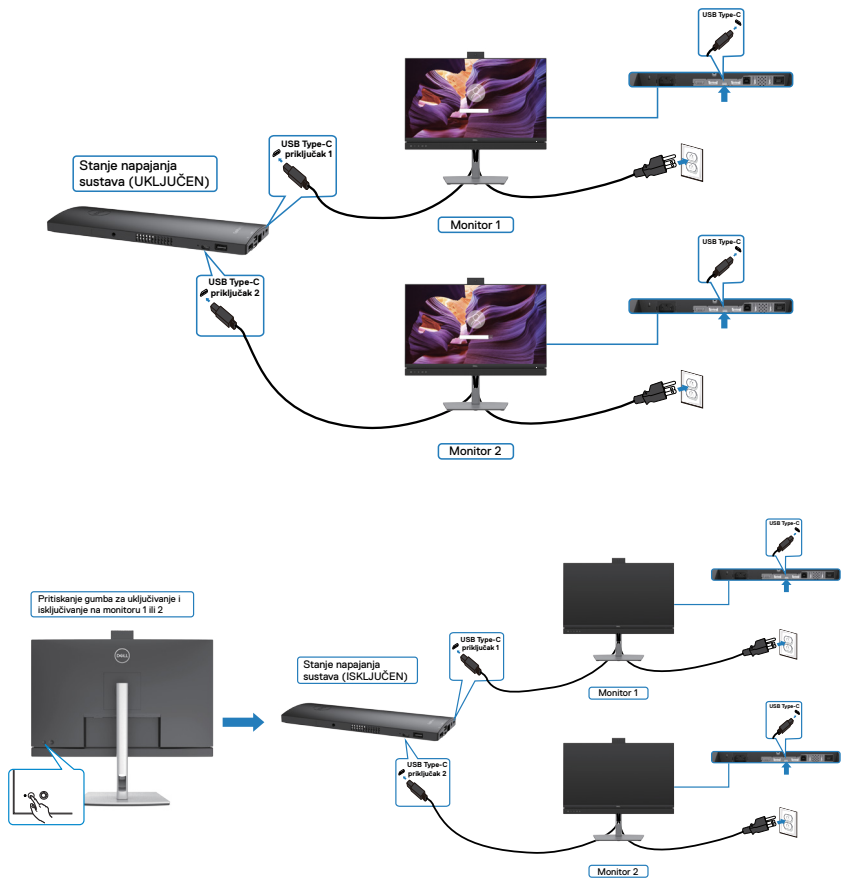 USB Type-C
USB Type-C
priključak 1
Stanje napajanja
sustava (UKLJUČEN)
Monitor 1
USB Type-C
USB Type-C
priključak 2
Monitor 2
USB Type-C
Pritiskanje gumba za uključivanje i
isključivanje na monitoru 1 ili 2
DELL
USB Type-C
priključak 1
Stanje napajanja
sustava (ISKLJUČEN)
Monitor 1
USB Type-C
USB Type-C
priključak 2
Monitor 2